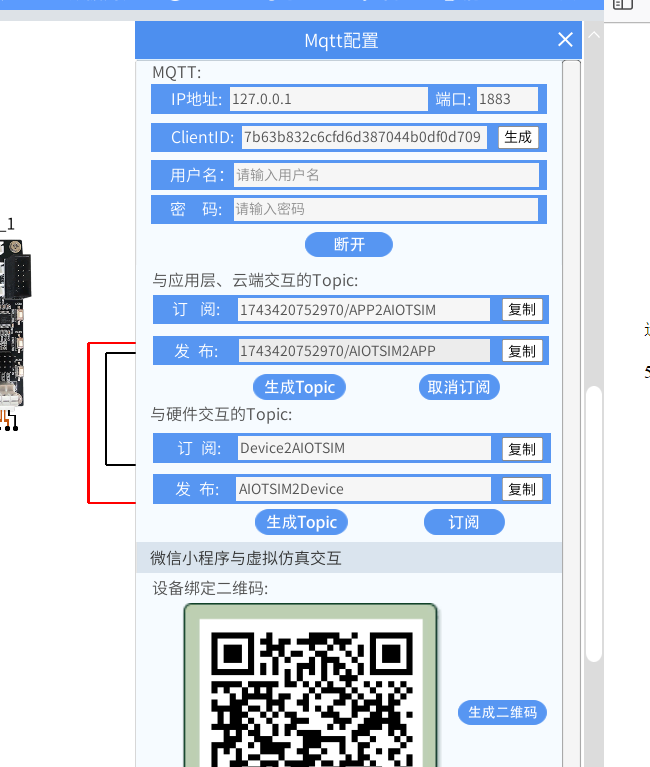 Mqtt配置
MQTT:
IP地址: 127.0.0.1 端口: 1883
ClientID: 7b63b832c6cfd6d387044b0df0d709 生成
用户名: 请输入用户名
密 码: 请输入密码
断开
_1
与应用层、云端交互的Topic:
订 阅: 1743420752970/APP2AIOTSIM 复制
发 布: 1743420752970/AIOTSIM2APP 复制
生成Topic 取消订阅
与硬件交互的Topic:
订 阅: Device2AIOTSIM 复制
发 布: AIOTSIM2Device 复制
生成Topic 订阅
微信小程序与虚拟仿真交互
设备绑定二维码:
生成二维码